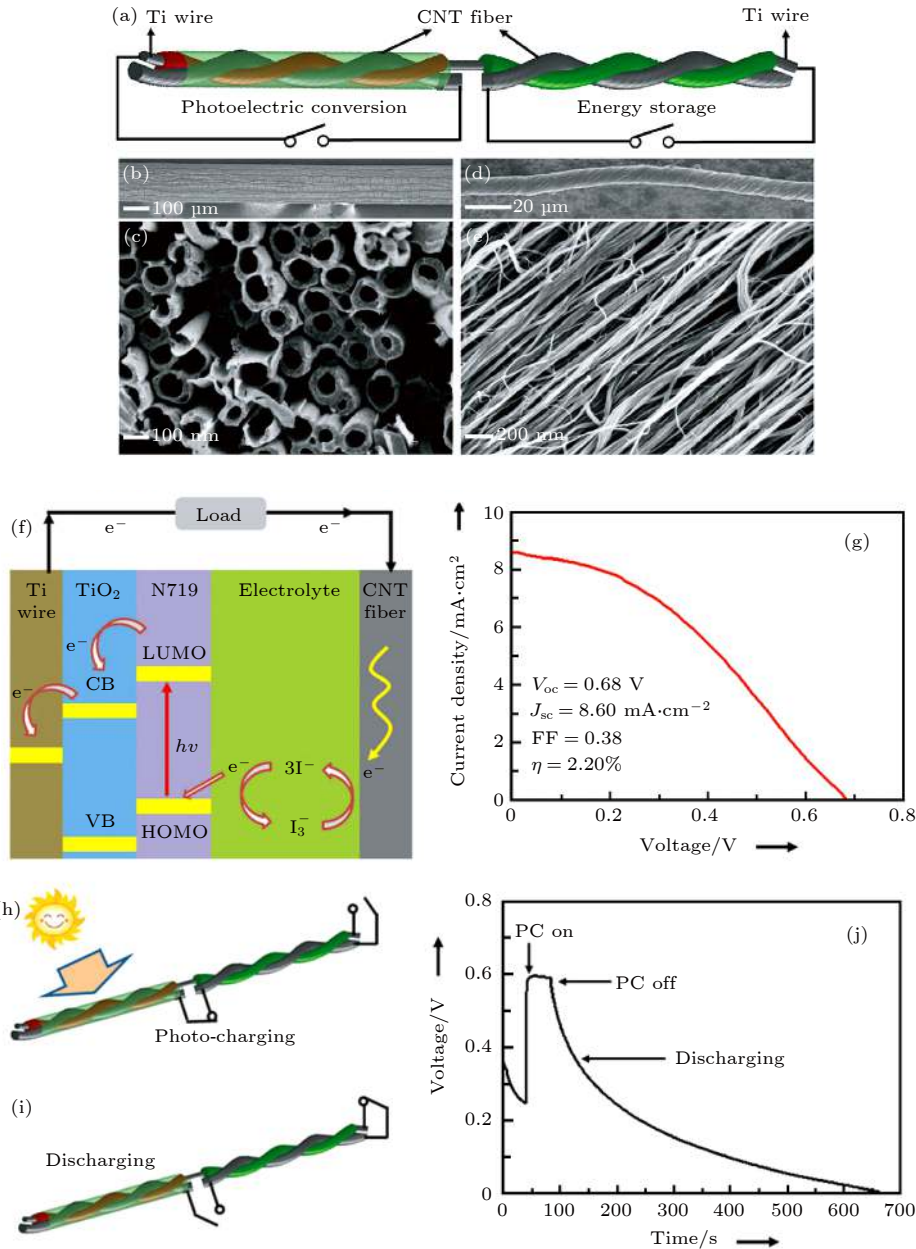 (a)
Ti wire
CNT fiber
Ti wire
Photoelectric conversion
Energy storage
(b)
100 μm
(d)
20 μm
(c)
100 nm
(e)
200 nm
(f)
e⁻
Load
e⁻
Ti wire
TiO₂
N719
Electrolyte
CNT fiber
e⁻
LUMO
e⁻
CB
hν
e⁻
3I⁻
e⁻
I₃⁻
VB
HOMO
(g)
10
8
6
4
2
0
Current density/mA·cm²
V_oc = 0.68 V
J_sc = 8.60 mA·cm⁻²
FF = 0.38
η = 2.20%
0
0.2
0.4
0.6
0.8
Voltage/V
(h)
Photo-charging
(i)
Discharging
(j)
0.8
0.6
0.4
0.2
0
Voltage/V
PC on
PC off
Discharging
0
100
200
300
400
500
600
700
Time/s